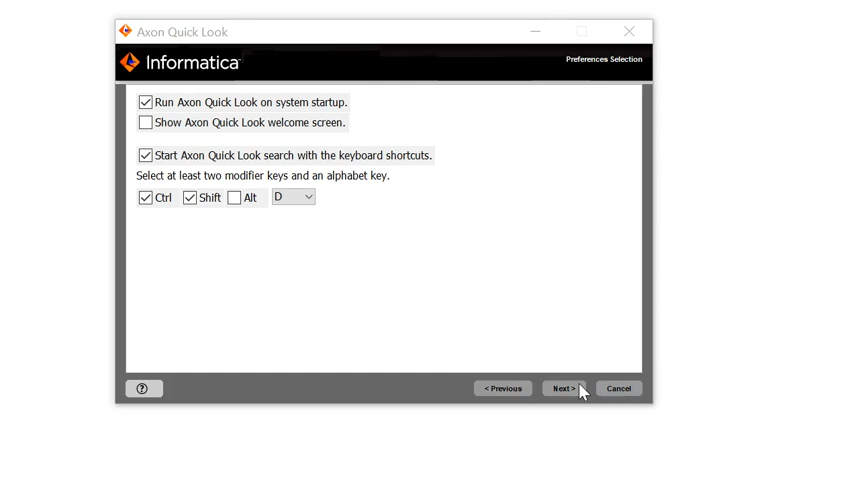 Axon Quick Look
Informatica
Preferences Selection
Run Axon Quick Look on system startup.
Show Axon Quick Look welcome screen.
Start Axon Quick Look search with the keyboard shortcuts.
Select at least two modifier keys and an alphabet key.
Ctrl Shift Alt D
? < Previous Next > Cancel